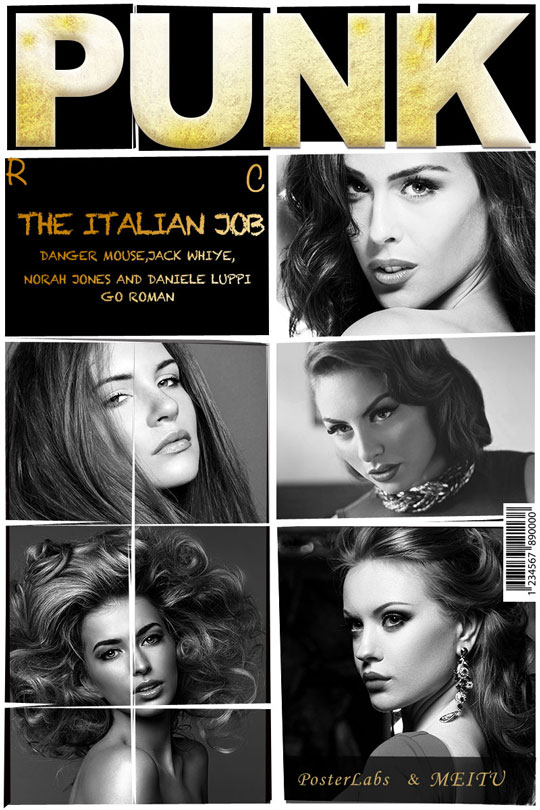 PUNK
R C
THE ITALIAN JOB
DANGER MOUSE,JACK WHIYE,
NORAH JONES AND DANIELE LUPPI
GO ROMAN
1 234567 890000
PosterLabs & MEITU